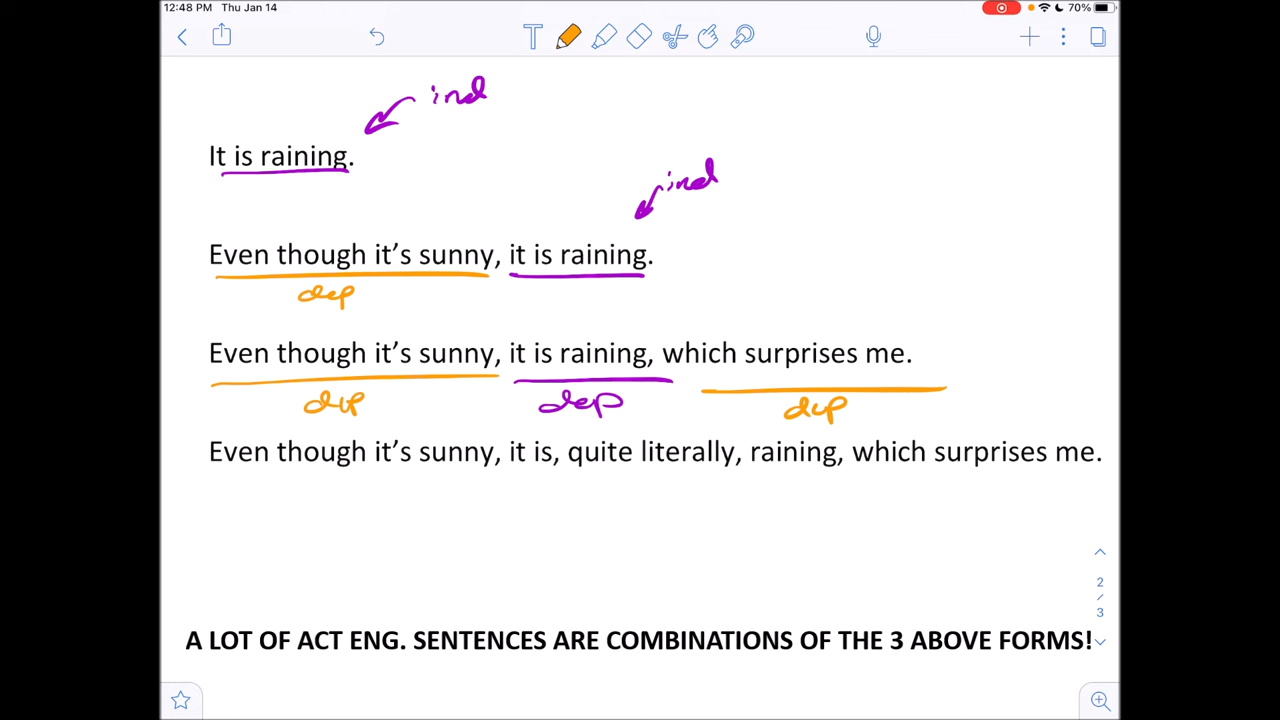 12:48 PM Thu Jan 14
70%
T
ind
It is raining.
ind
Even though it’s sunny, it is raining.
dep
Even though it’s sunny, it is raining, which surprises me.
dep dep dep
Even though it’s sunny, it is, quite literally, raining, which surprises me.
2
/
3
A LOT OF ACT ENG. SENTENCES ARE COMBINATIONS OF THE 3 ABOVE FORMS!